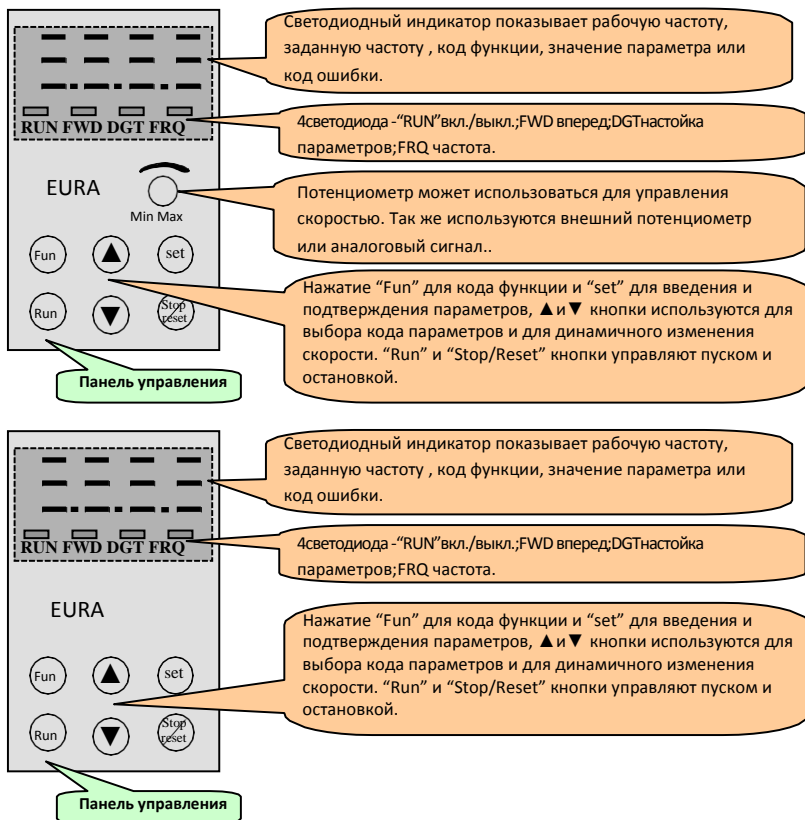 Светодиодный индикатор показывает рабочую частоту,
заданную частоту , код функции, значение параметра или
код ошибки.
RUN FWD DGT FRQ
4светодиода -“RUN”вкл./выкл.;FWD вперед;DGTнастойка
параметров;FRQ частота.
EURA
Min Max
Потенциометр может использоваться для управления
скоростью. Так же используются внешний потенциометр
или аналоговый сигнал..
Fun ▲ set
Run ▼ Stop/reset
Нажатие “Fun” для кода функции и “set” для введения и
подтверждения параметров, ▲и▼ кнопки используются для
выбора кода параметров и для динамичного изменения
скорости. “Run” и “Stop/Reset” кнопки управляют пуском и
остановкой.
Панель управления
Светодиодный индикатор показывает рабочую частоту,
заданную частоту , код функции, значение параметра или
код ошибки.
RUN FWD DGT FRQ
4светодиода -“RUN”вкл./выкл.;FWD вперед;DGTнастойка
параметров;FRQ частота.
EURA
Fun ▲ set
Run ▼ Stop/reset
Нажатие “Fun” для кода функции и “set” для введения и
подтверждения параметров, ▲и▼ кнопки используются для
выбора кода параметров и для динамичного изменения
скорости. “Run” и “Stop/Reset” кнопки управляют пуском и
остановкой.
Панель управления